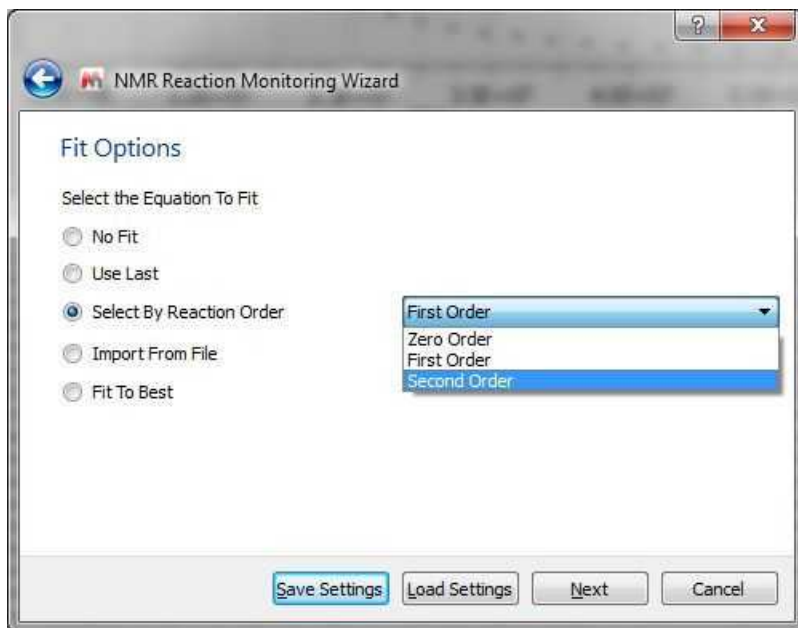 NMR Reaction Monitoring Wizard
Fit Options
Select the Equation To Fit
No Fit
Use Last
Select By Reaction Order
First Order
Zero Order
First Order
Second Order
Import From File
Fit To Best
Save Settings Load Settings Next Cancel